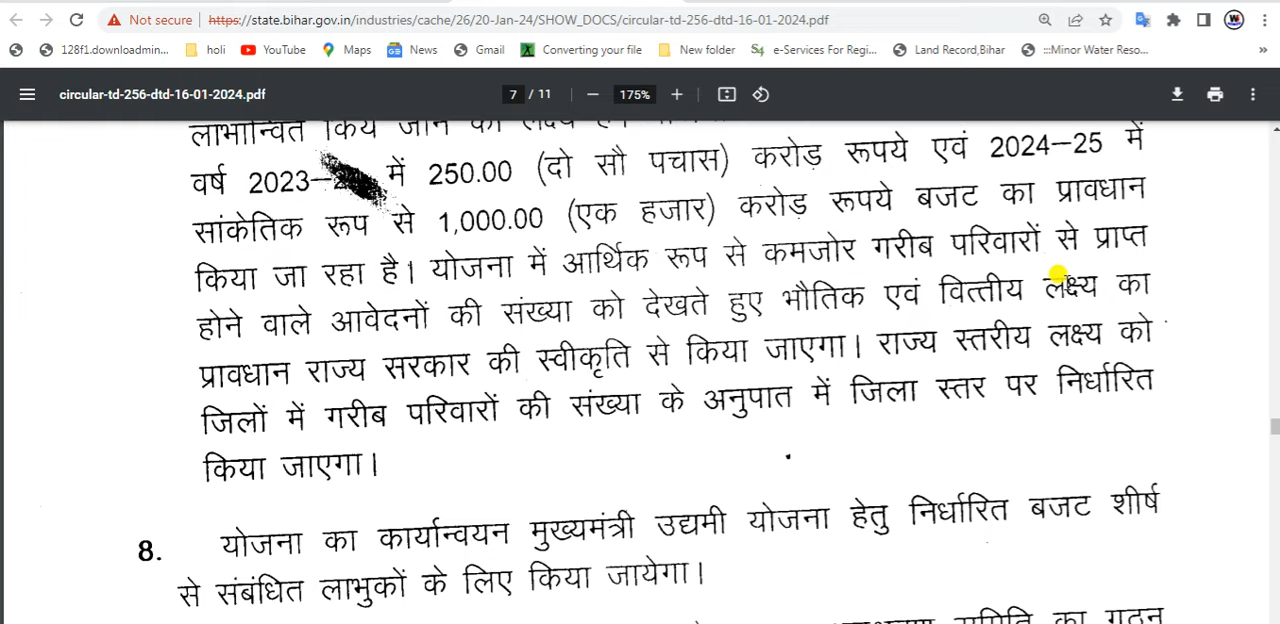 Not secure https://state.bihar.gov.in/industries/cache/26/20-Jan-24/SHOW_DOCS/circular-td-256-dtd-16-01-2024.pdf
128f1.downloadmin... holi YouTube Maps News Gmail Converting your file New folder e-Services For Regi... Land Record,Bihar :::Minor Water Reso... »
circular-td-256-dtd-16-01-2024.pdf 7 / 11 175%
लाभान्वित किये जाने का लक्ष्य
वर्ष 2023– में 250.00 (दो सौ पचास) करोड़ रूपये एवं 2024–25 में
सांकेतिक रूप से 1,000.00 (एक हजार) करोड़ रूपये बजट का प्रावधान
किया जा रहा है। योजना में आर्थिक रूप से कमजोर गरीब परिवारों से प्राप्त
होने वाले आवेदनों की संख्या को देखते हुए भौतिक एवं वित्तीय लक्ष्य का
प्रावधान राज्य सरकार की स्वीकृति से किया जाएगा। राज्य स्तरीय लक्ष्य को
जिलों में गरीब परिवारों की संख्या के अनुपात में जिला स्तर पर निर्धारित
किया जाएगा।
8. योजना का कार्यान्वयन मुख्यमंत्री उद्यमी योजना हेतु निर्धारित बजट शीर्ष
से संबंधित लाभुकों के लिए किया जायेगा।
समिति का गठन